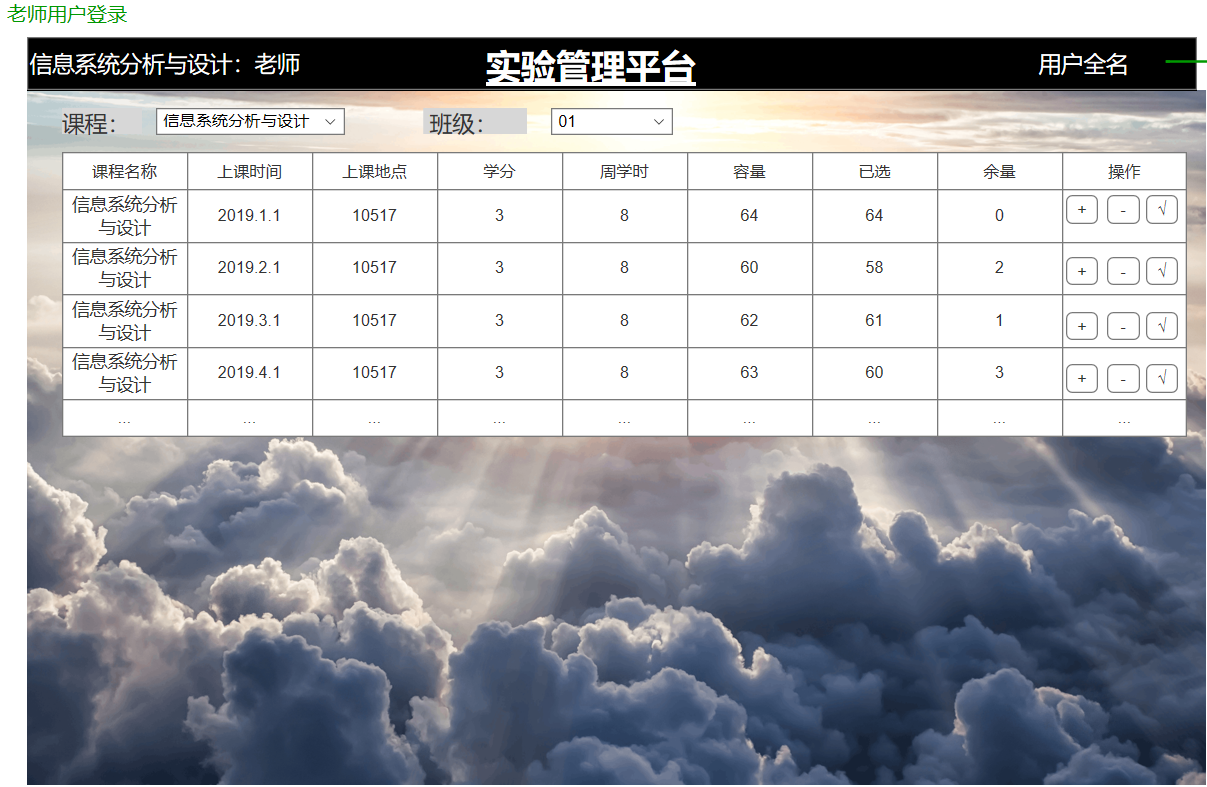 老师用户登录
信息系统分析与设计：老师 实验管理平台 用户全名
课程： 信息系统分析与设计 班级： 01
课程名称 上课时间 上课地点 学分 周学时 容量 已选 余量 操作
信息系统分析
与设计 2019.1.1 10517 3 8 64 64 0 + - √
信息系统分析
与设计 2019.2.1 10517 3 8 60 58 2 + - √
信息系统分析
与设计 2019.3.1 10517 3 8 62 61 1 + - √
信息系统分析
与设计 2019.4.1 10517 3 8 63 60 3 + - √
... ... ... ... ... ... ... ... ...